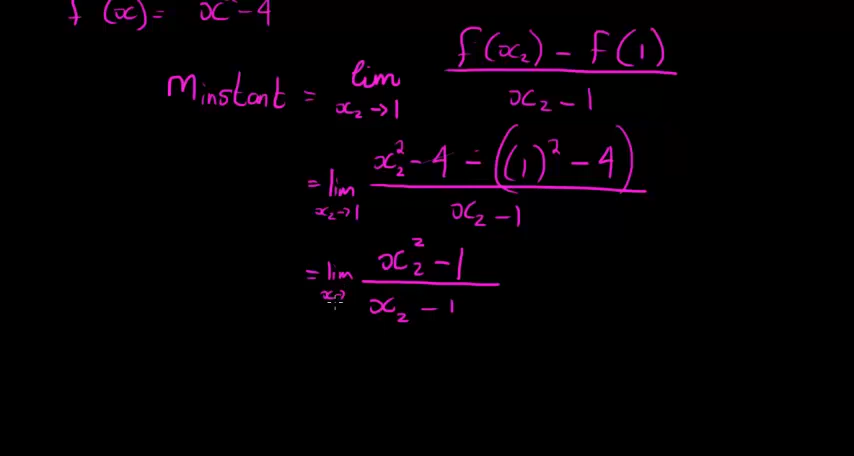 f(x) = x² - 4
Minstant = lim x₂→1 f(x₂) - f(1) / x₂ - 1
= lim x₂→1 x₂² - 4 - ((1)² - 4) / x₂ - 1
= lim x→ x₂² - 1 / x₂ - 1